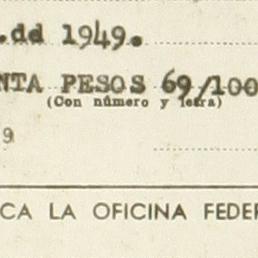 .dd 1949.
NTA PESOS 69/100
(Con número y letra)
9
CA LA OFICINA FEDER